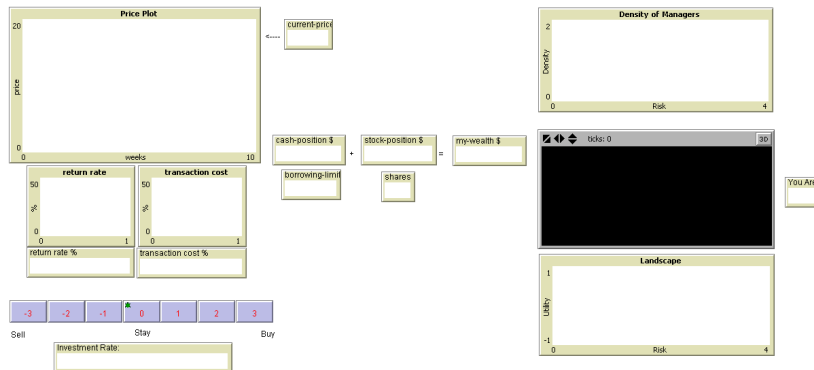 Price Plot
20
price
0
0
weeks
10
<----
current-pric
return rate
50
%
0
0
1
transaction cost
50
%
0
0
1
return rate %
transaction cost %
cash-position $
+
stock-position $
=
my-wealth $
borrowing-limit
shares
-3
-2
-1
0
1
2
3
Sell
Stay
Buy
Investment Rate:
Density of Managers
2
Density
0
0
Risk
4
ticks: 0
3D
You Are
Landscape
1
Utility
-1
0
Risk
4